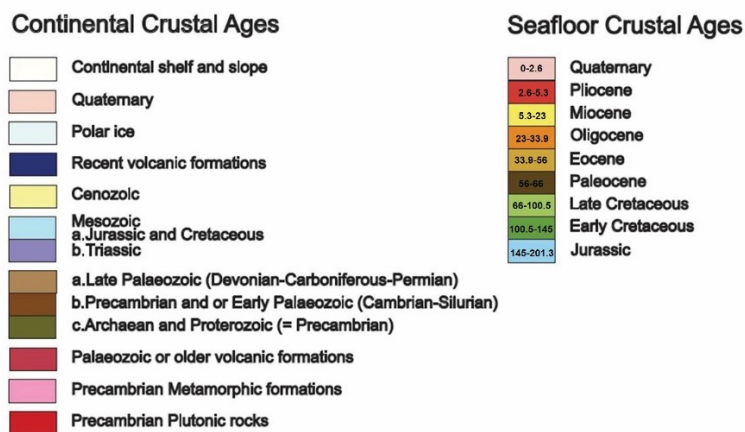 Continental Crustal Ages
Continental shelf and slope
Quaternary
Polar ice
Recent volcanic formations
Cenozoic
Mesozoic
a.Jurassic and Cretaceous
b.Triassic
a.Late Palaeozoic (Devonian-Carboniferous-Permian)
b.Precambrian and or Early Palaeozoic (Cambrian-Silurian)
c.Archaean and Proterozoic (= Precambrian)
Palaeozoic or older volcanic formations
Precambrian Metamorphic formations
Precambrian Plutonic rocks
Seafloor Crustal Ages
0-2.6 Quaternary
2.6-5.3 Pliocene
5.3-23 Miocene
23-33.9 Oligocene
33.9-56 Eocene
56-66 Paleocene
66-100.5 Late Cretaceous
100.5-145 Early Cretaceous
145-201.3 Jurassic